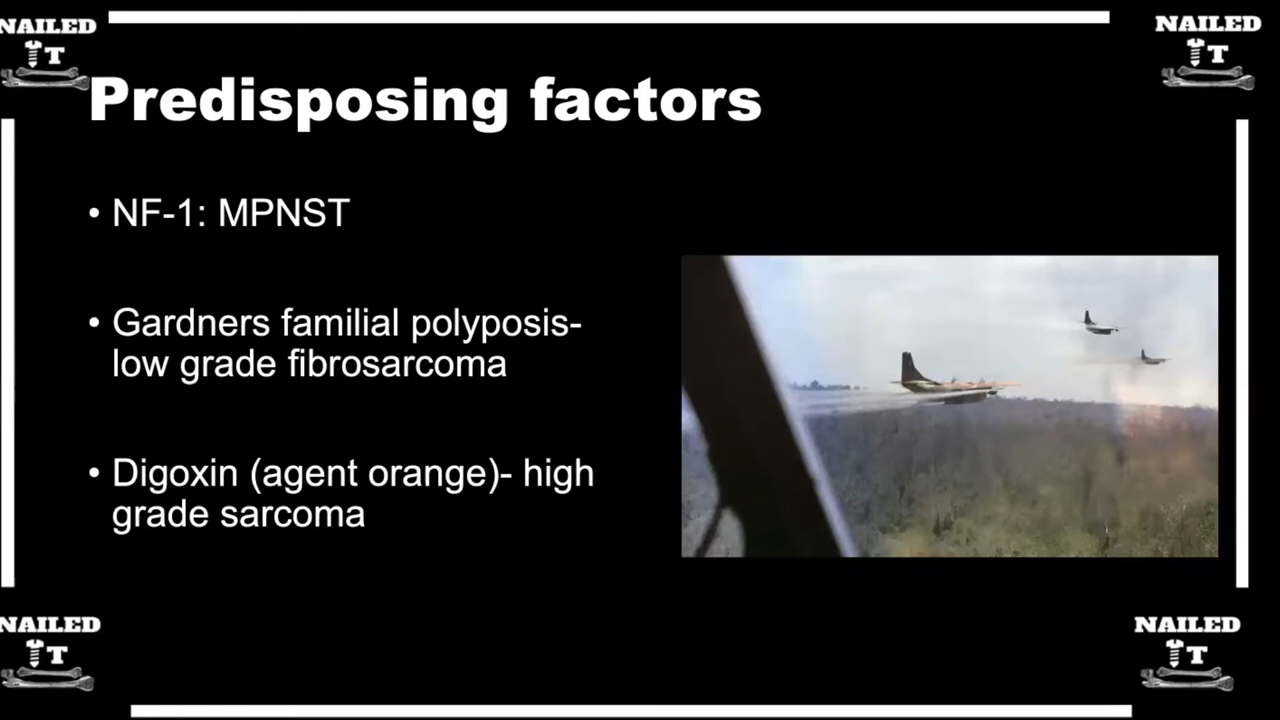 NAILED
IT
NAILED
IT
Predisposing factors
• NF-1: MPNST
• Gardners familial polyposis-
low grade fibrosarcoma
• Digoxin (agent orange)- high
grade sarcoma
NAILED
IT
NAILED
IT